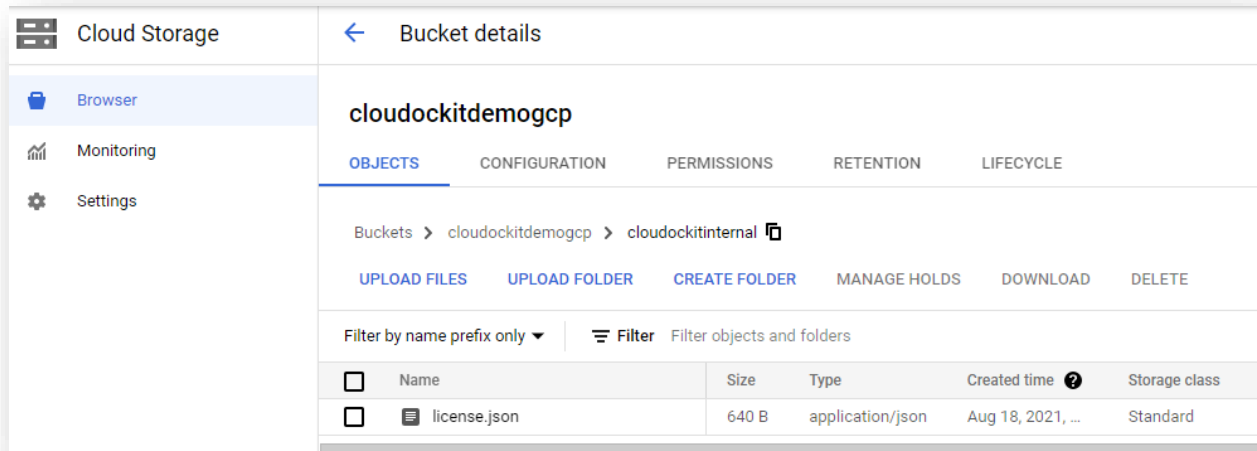 Cloud Storage
Bucket details
Browser
Monitoring
Settings
cloudockitdemogcp
OBJECTS CONFIGURATION PERMISSIONS RETENTION LIFECYCLE
Buckets > cloudockitdemogcp > cloudockitinternal
UPLOAD FILES UPLOAD FOLDER CREATE FOLDER MANAGE HOLDS DOWNLOAD DELETE
Filter by name prefix only Filter Filter objects and folders
Name Size Type Created time ? Storage class
license.json 640 B application/json Aug 18, 2021, ... Standard